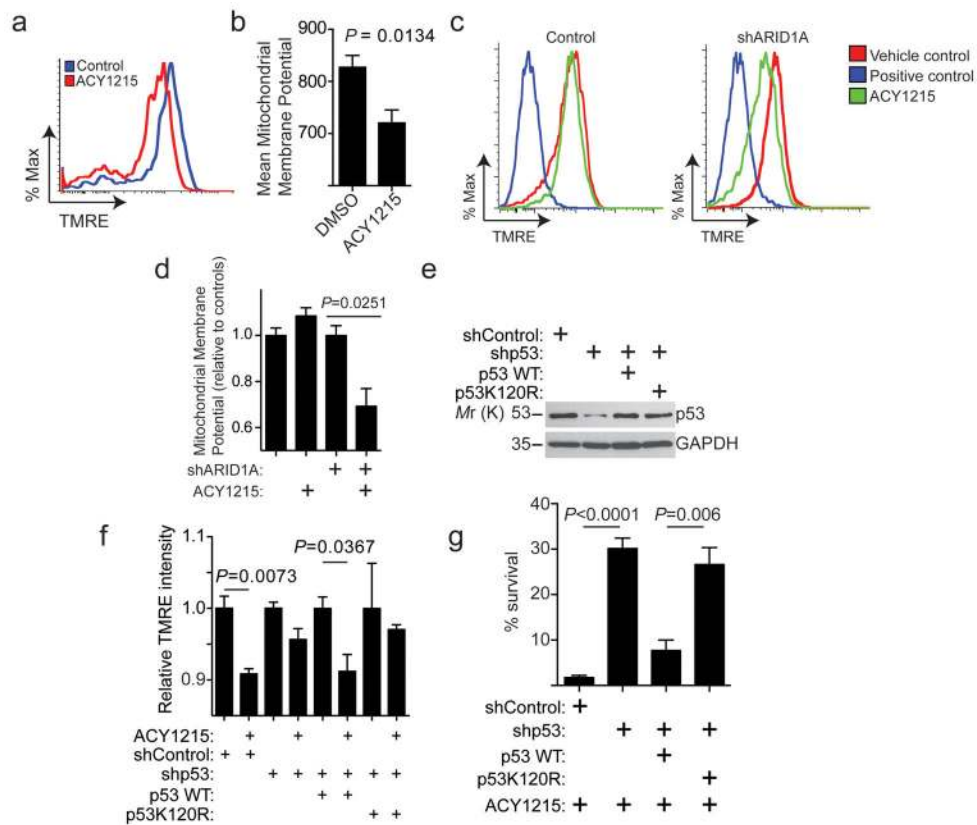 a
Control
ACY1215
% Max
TMRE
b
P = 0.0134
Mean Mitochondrial
Membrane Potential
900
800
700
DMSO
ACY1215
c
Control
shARID1A
Vehicle control
Positive control
ACY1215
% Max
TMRE
% Max
TMRE
d
Mitochondrial Membrane
Potential (relative to controls)
P=0.0251
1.0
0.8
0.6
shARID1A: + +
ACY1215: + +
e
shControl: +
shp53: + + +
p53 WT: +
p53K120R: +
Mr (K) 53 p53
35 GAPDH
f
Relative TMRE intensity
1.1
1.0
0.9
P=0.0073
P=0.0367
ACY1215: + + + +
shControl: + +
shp53: + + + + + +
p53 WT: + +
p53K120R: + +
g
% survival
50
40
30
20
10
P<0.0001
P=0.006
shControl: +
shp53: + + +
p53 WT: +
p53K120R: +
ACY1215: + + + +